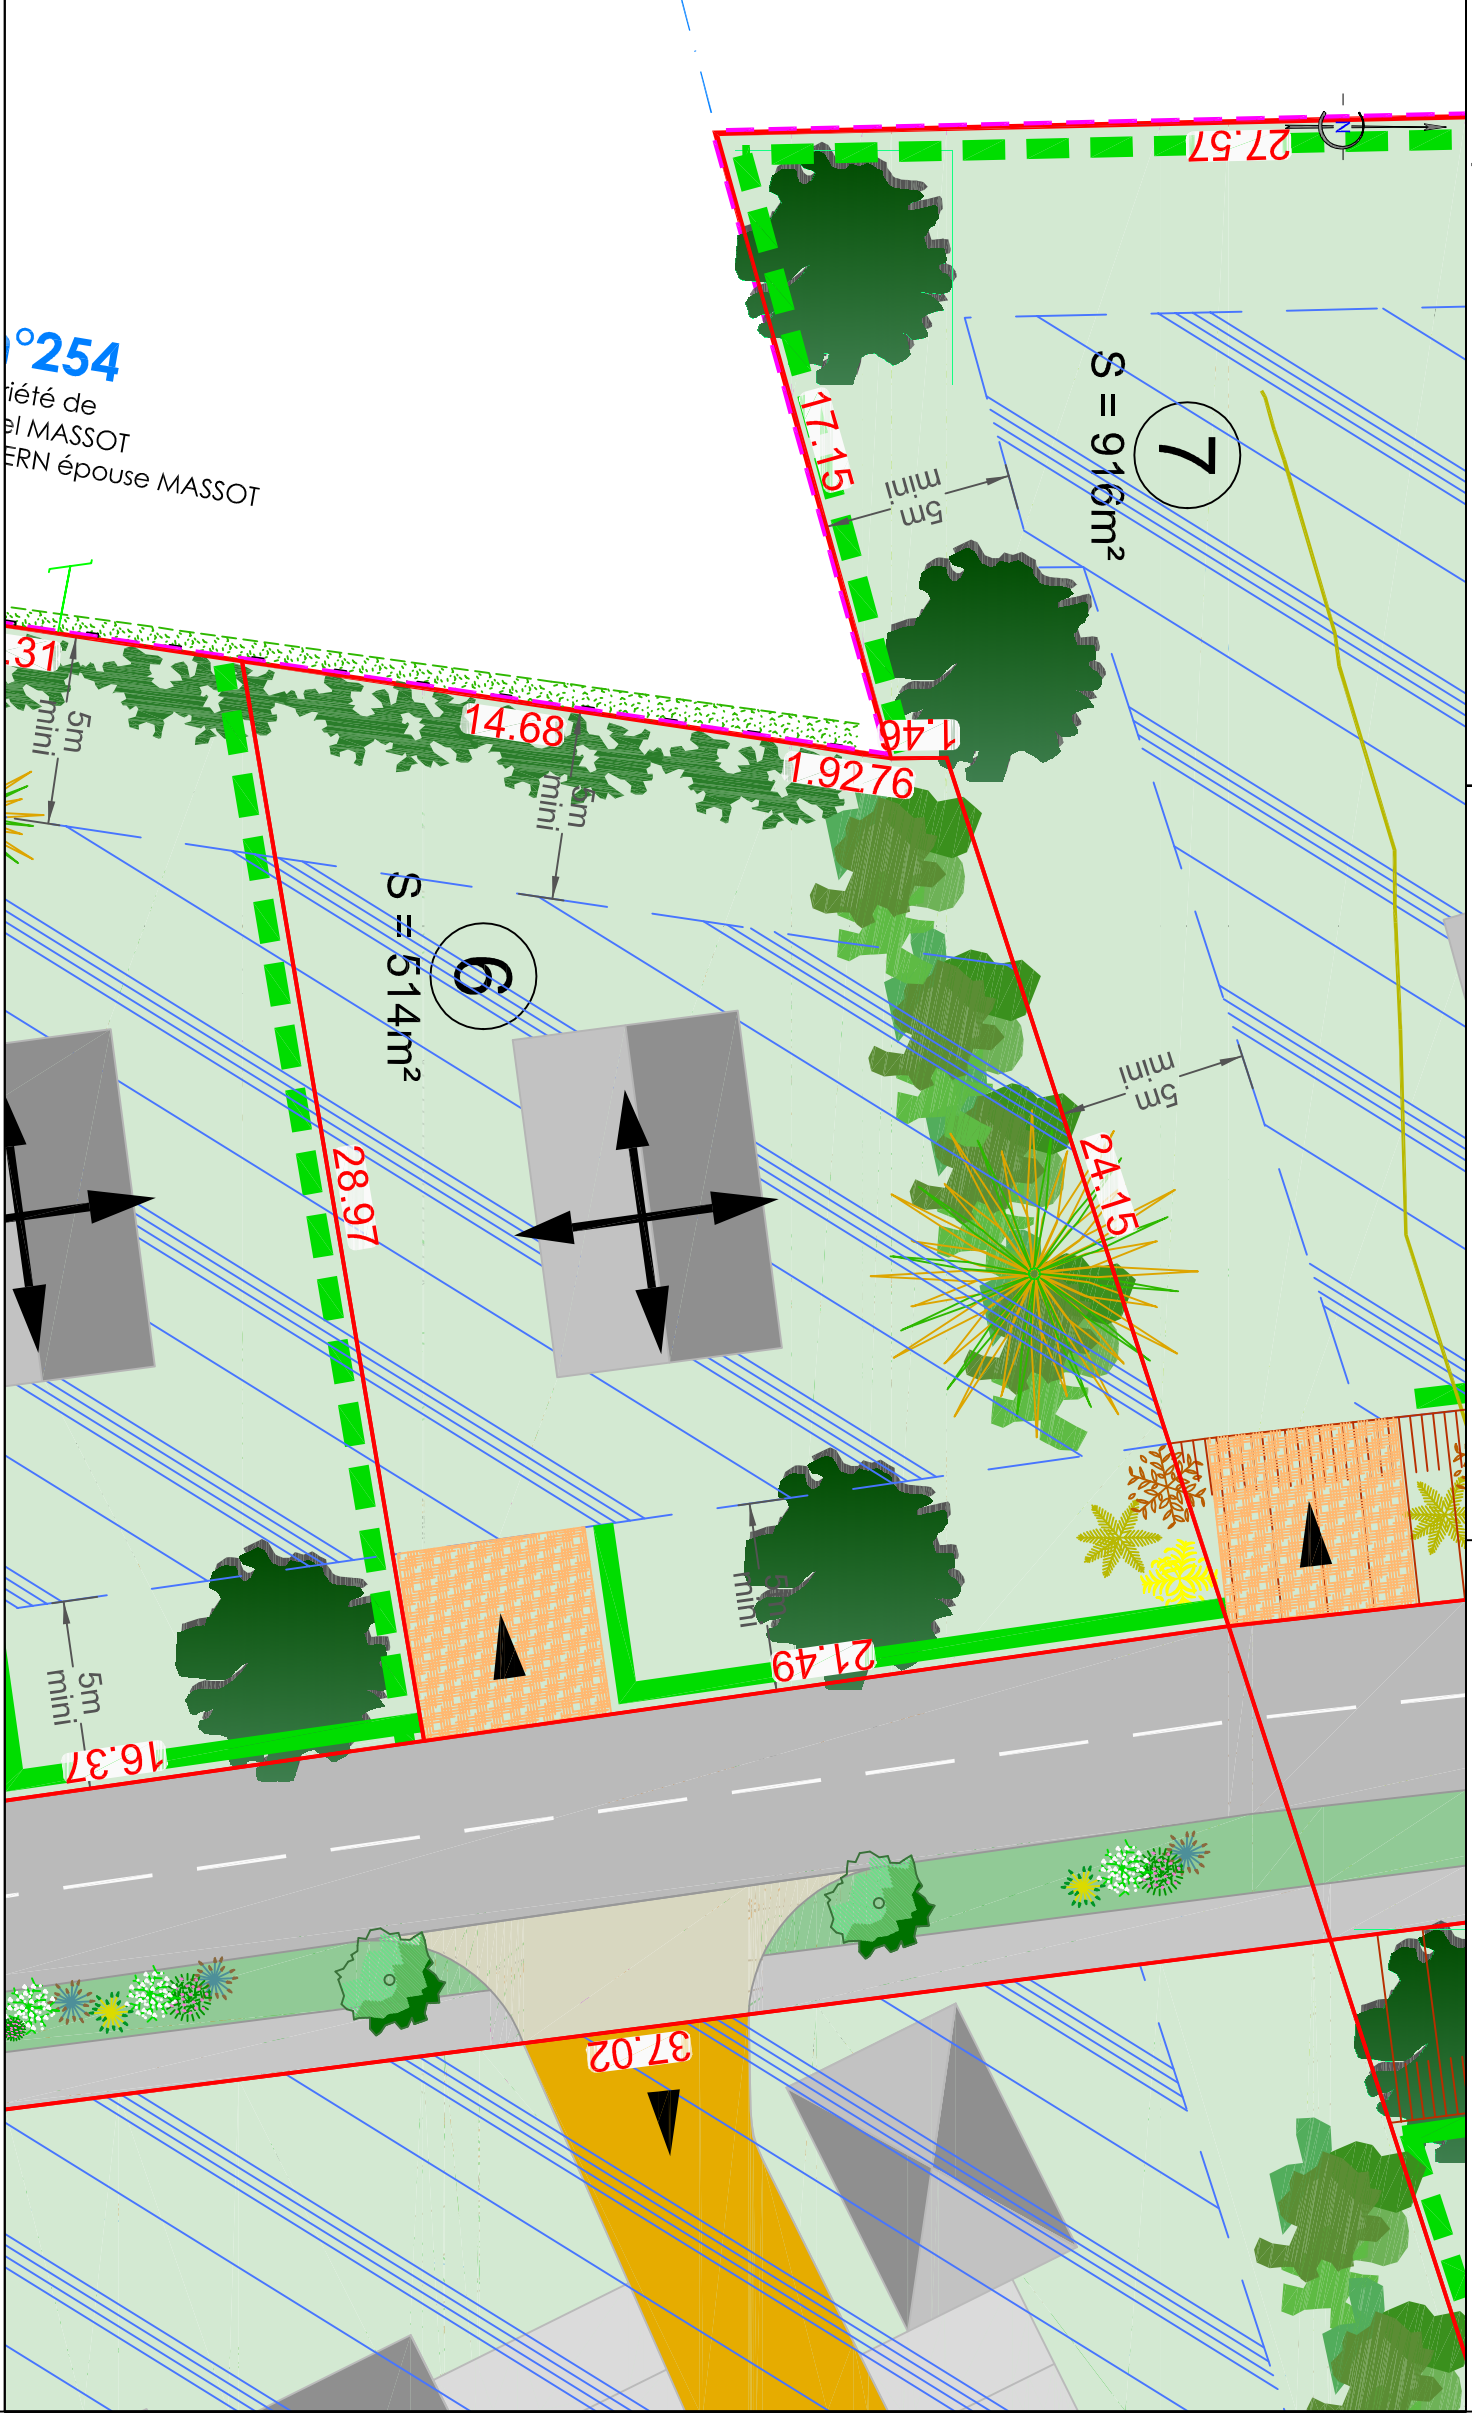 27.57
N
17.15
7
S = 916m²
5m
mini
°254
riété de
el MASSOT
ERN épouse MASSOT
.31
5m
mini
14.68
5m
mini
1.46
1.92
76
6
S = 514m²
5m
mini
24.15
28.97
5m
mini
21.49
5m
mini
16.37
37.02